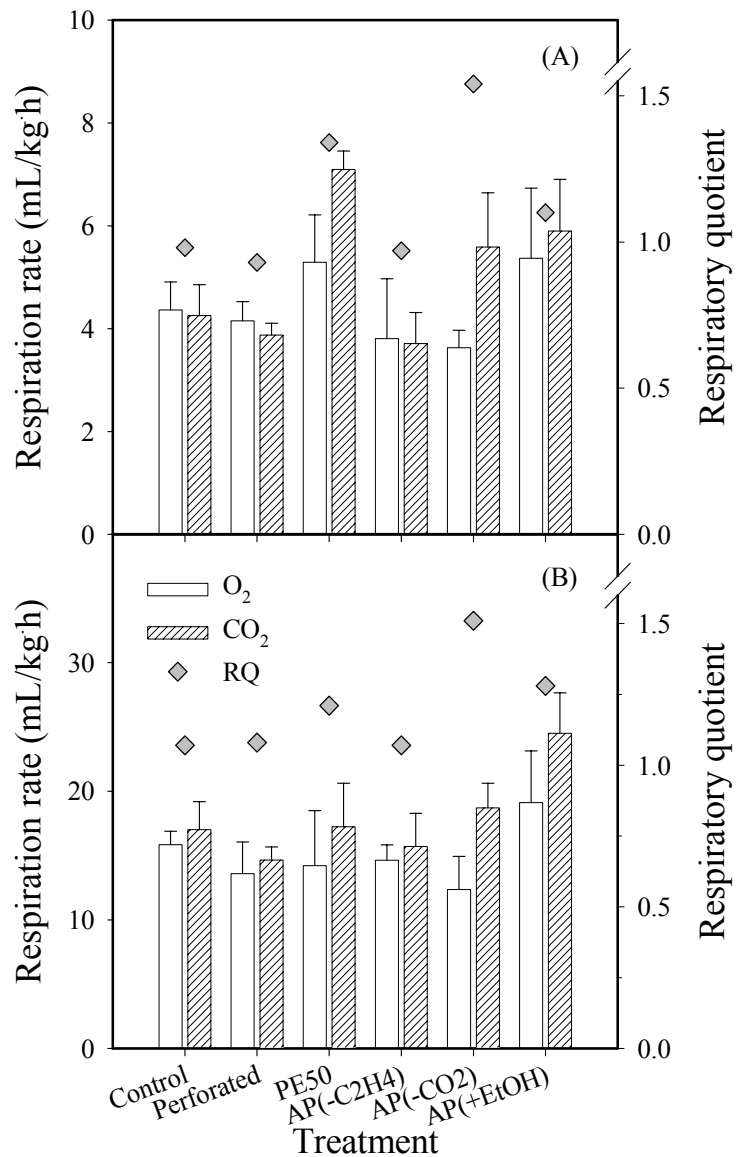 (A)
Respiration rate (mL/kg·h)
10
8
6
4
2
0
1.5
1.0
0.5
0.0
Respiratory quotient
(B)
O2
CO2
RQ
Respiration rate (mL/kg·h)
30
20
10
0
1.5
1.0
0.5
0.0
Respiratory quotient
Control
Perforated
PE50
AP(-C2H4)
AP(-CO2)
AP(+EtOH)
Treatment